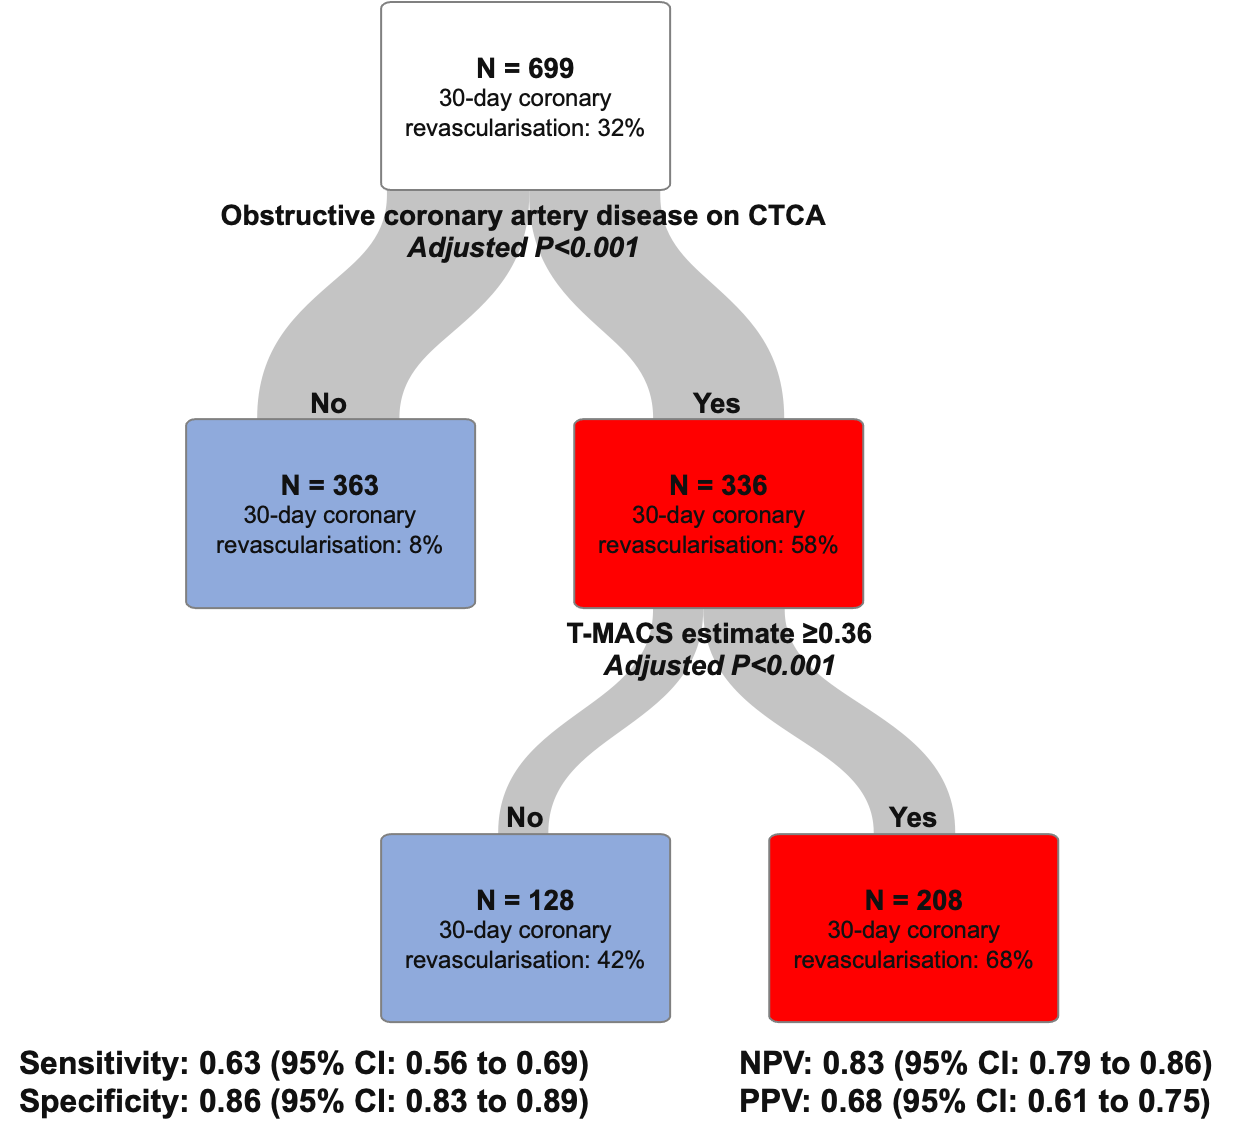 N = 699
30-day coronary
revascularisation: 32%
Obstructive coronary artery disease on CTCA
Adjusted P<0.001
No
Yes
N = 363
30-day coronary
revascularisation: 8%
N = 336
30-day coronary
revascularisation: 58%
T-MACS estimate ≥0.36
Adjusted P<0.001
No
Yes
N = 128
30-day coronary
revascularisation: 42%
N = 208
30-day coronary
revascularisation: 68%
Sensitivity: 0.63 (95% CI: 0.56 to 0.69)
Specificity: 0.86 (95% CI: 0.83 to 0.89)
NPV: 0.83 (95% CI: 0.79 to 0.86)
PPV: 0.68 (95% CI: 0.61 to 0.75)